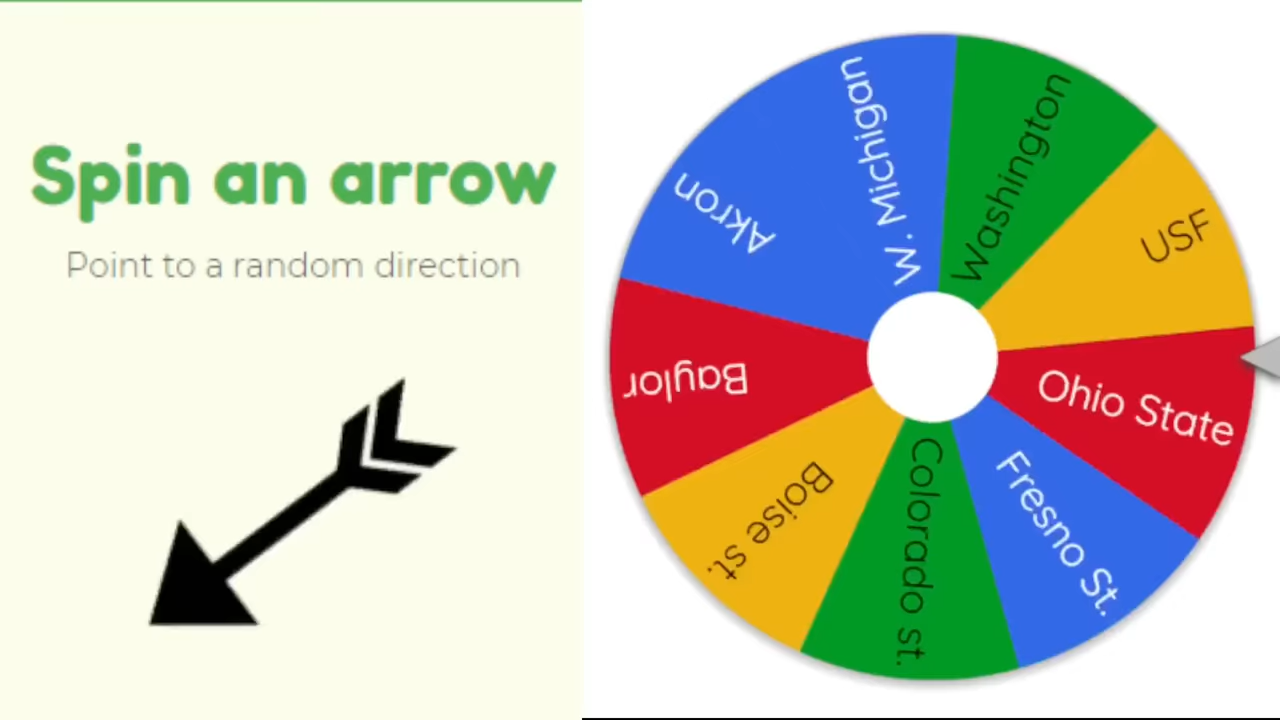 Spin an arrow
Point to a random direction
W. Michigan
Washington
USF
Ohio State
Fresno St.
Colorado st.
Boise st.
Baylor
Akron